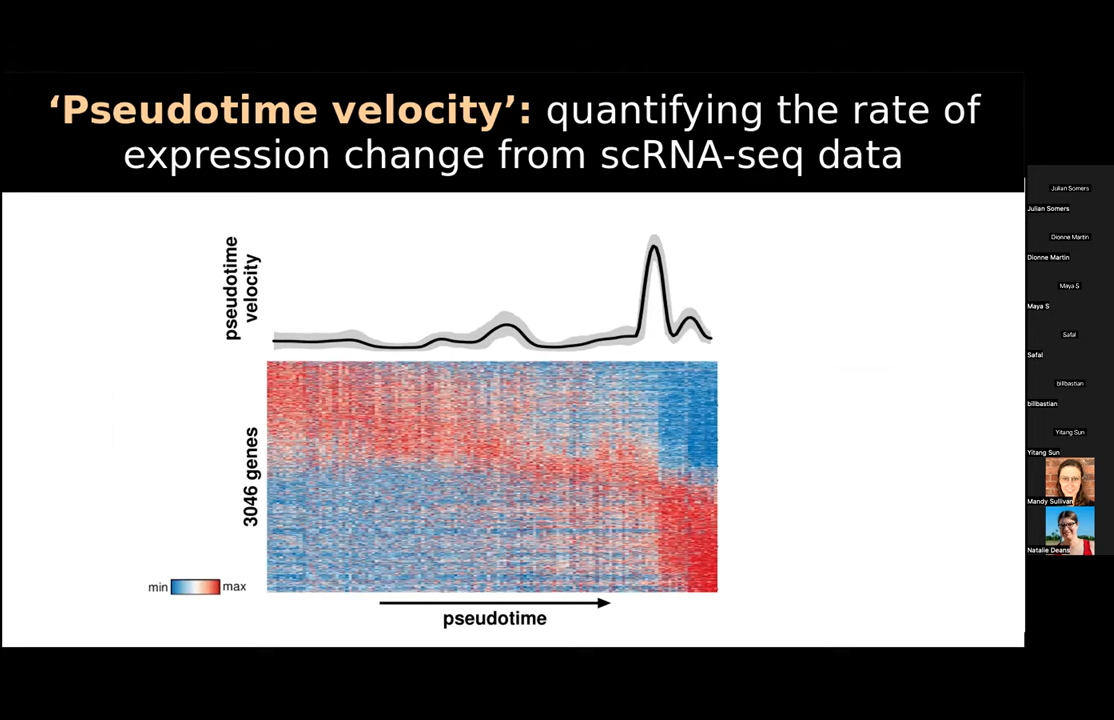 ‘Pseudotime velocity’: quantifying the rate of
expression change from scRNA-seq data
pseudotime
velocity
3046 genes
min
max
pseudotime
Julian Somers
Julian Somers
Dionne Martin
Dionne Martin
Maya S
Maya S
Safal
Safal
billbastian
billbastian
Yitang Sun
Yitang Sun
Mandy Sullivan
Natalie Deans